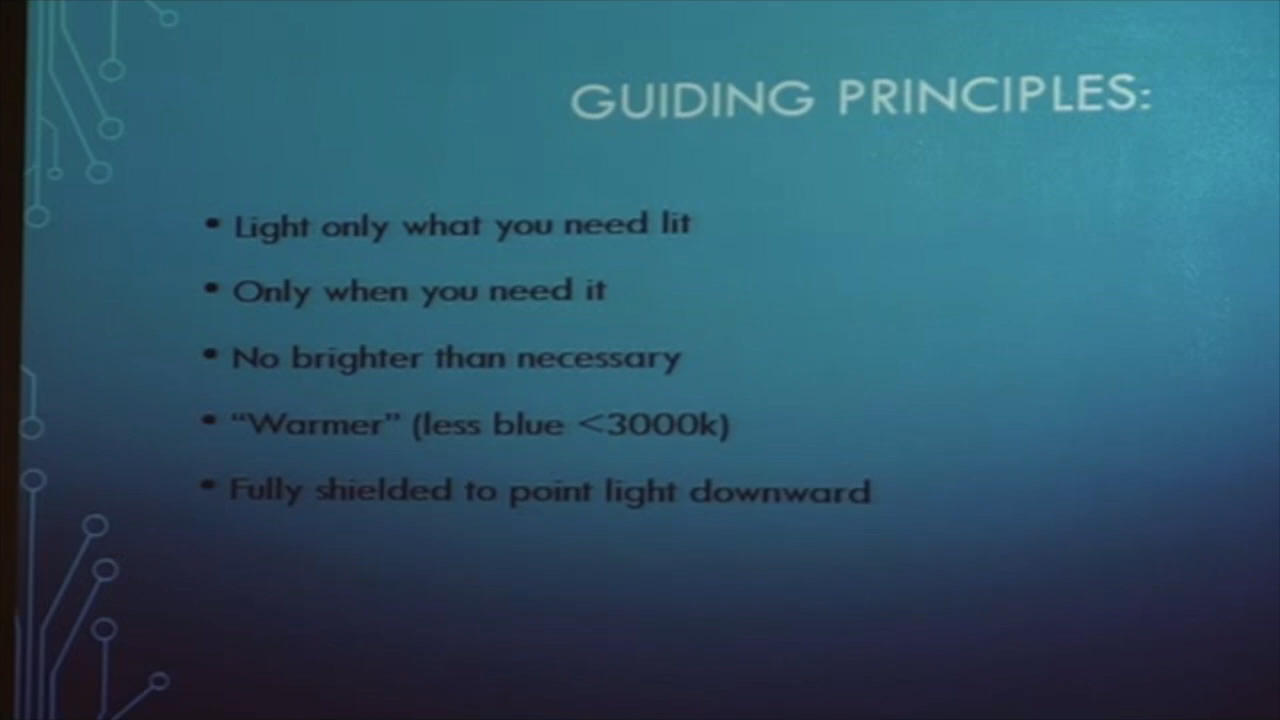 GUIDING PRINCIPLES:
• Light only what you need lit
• Only when you need it
• No brighter than necessary
• “Warmer” (less blue <3000k)
• Fully shielded to point light downward